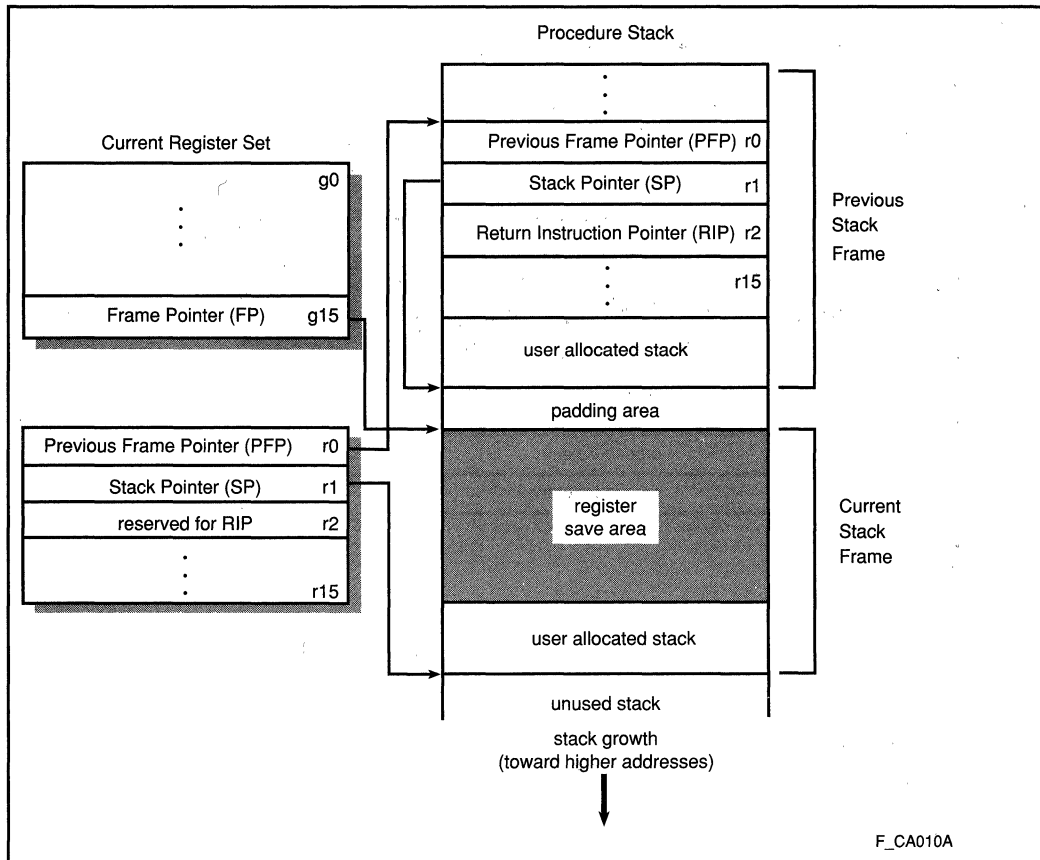 Procedure Stack
Previous Frame Pointer (PFP) r0
Stack Pointer (SP) r1
Return Instruction Pointer (RIP) r2
r15
user allocated stack
padding area
register
save area
user allocated stack
unused stack
stack growth
(toward higher addresses)
Current Register Set
g0
Frame Pointer (FP) g15
Previous Frame Pointer (PFP) r0
Stack Pointer (SP) r1
reserved for RIP r2
r15
Previous
Stack
Frame
Current
Stack
Frame
F_CA010A